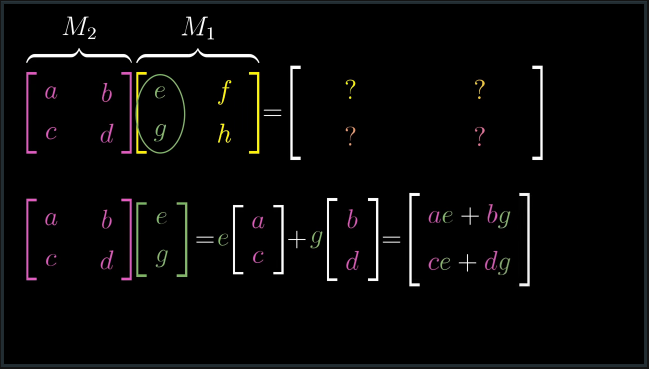 M₂ M₁
[a b; c d] [e f; g h] = [? ?; ? ?]
[a b; c d] [e; g] = e [a; c] + g [b; d] = [ae + bg; ce + dg]